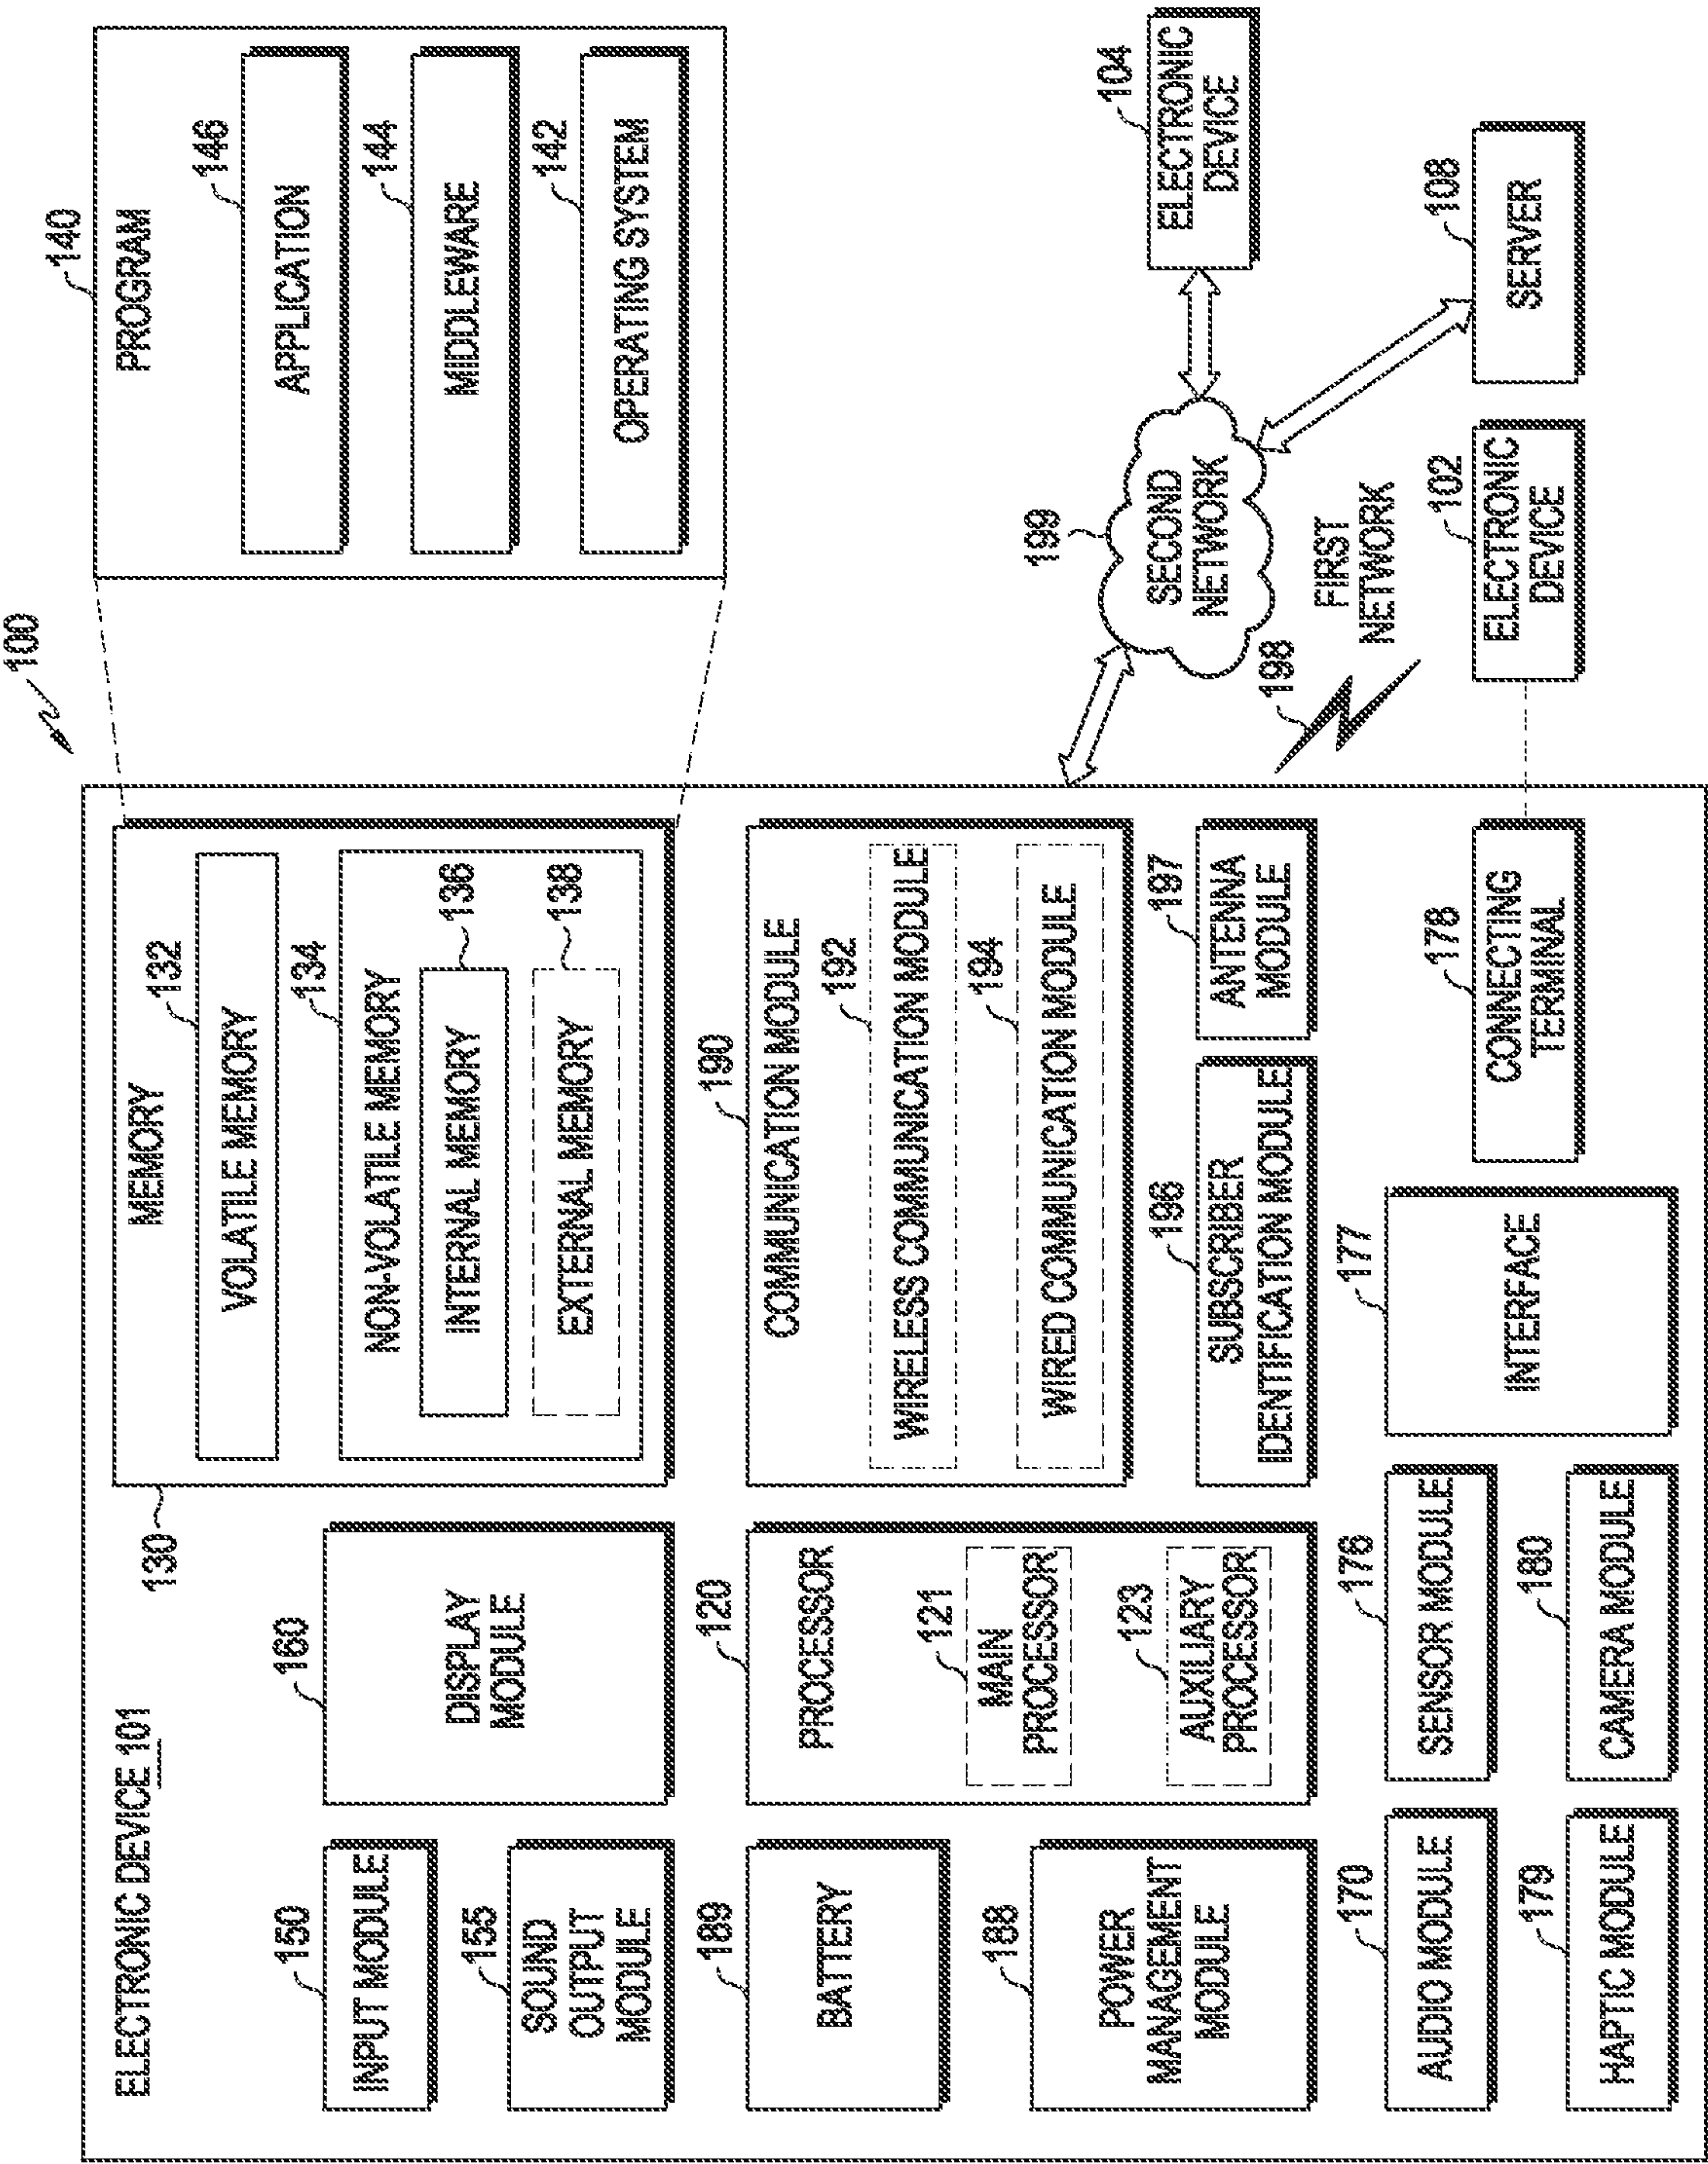 100
ELECTRONIC DEVICE 101
150
INPUT MODULE
155
SOUND
OUTPUT
MODULE
160
DISPLAY
MODULE
130
MEMORY
132
VOLATILE MEMORY
134
NON-VOLATILE MEMORY
136
INTERNAL MEMORY
138
EXTERNAL MEMORY
140
PROGRAM
146
APPLICATION
144
MIDDLEWARE
142
OPERATING SYSTEM
189
BATTERY
188
POWER
MANAGEMENT
MODULE
120
PROCESSOR
121
MAIN
PROCESSOR
123
AUXILIARY
PROCESSOR
190
COMMUNICATION MODULE
192
WIRELESS COMMUNICATION MODULE
194
WIRED COMMUNICATION MODULE
196
SUBSCRIBER
IDENTIFICATION MODULE
197
ANTENNA
MODULE
170
AUDIO MODULE
176
SENSOR MODULE
179
HAPTIC MODULE
180
CAMERA MODULE
177
INTERFACE
178
CONNECTING
TERMINAL
199
SECOND
NETWORK
104
ELECTRONIC
DEVICE
198
FIRST
NETWORK
102
ELECTRONIC
DEVICE
108
SERVER